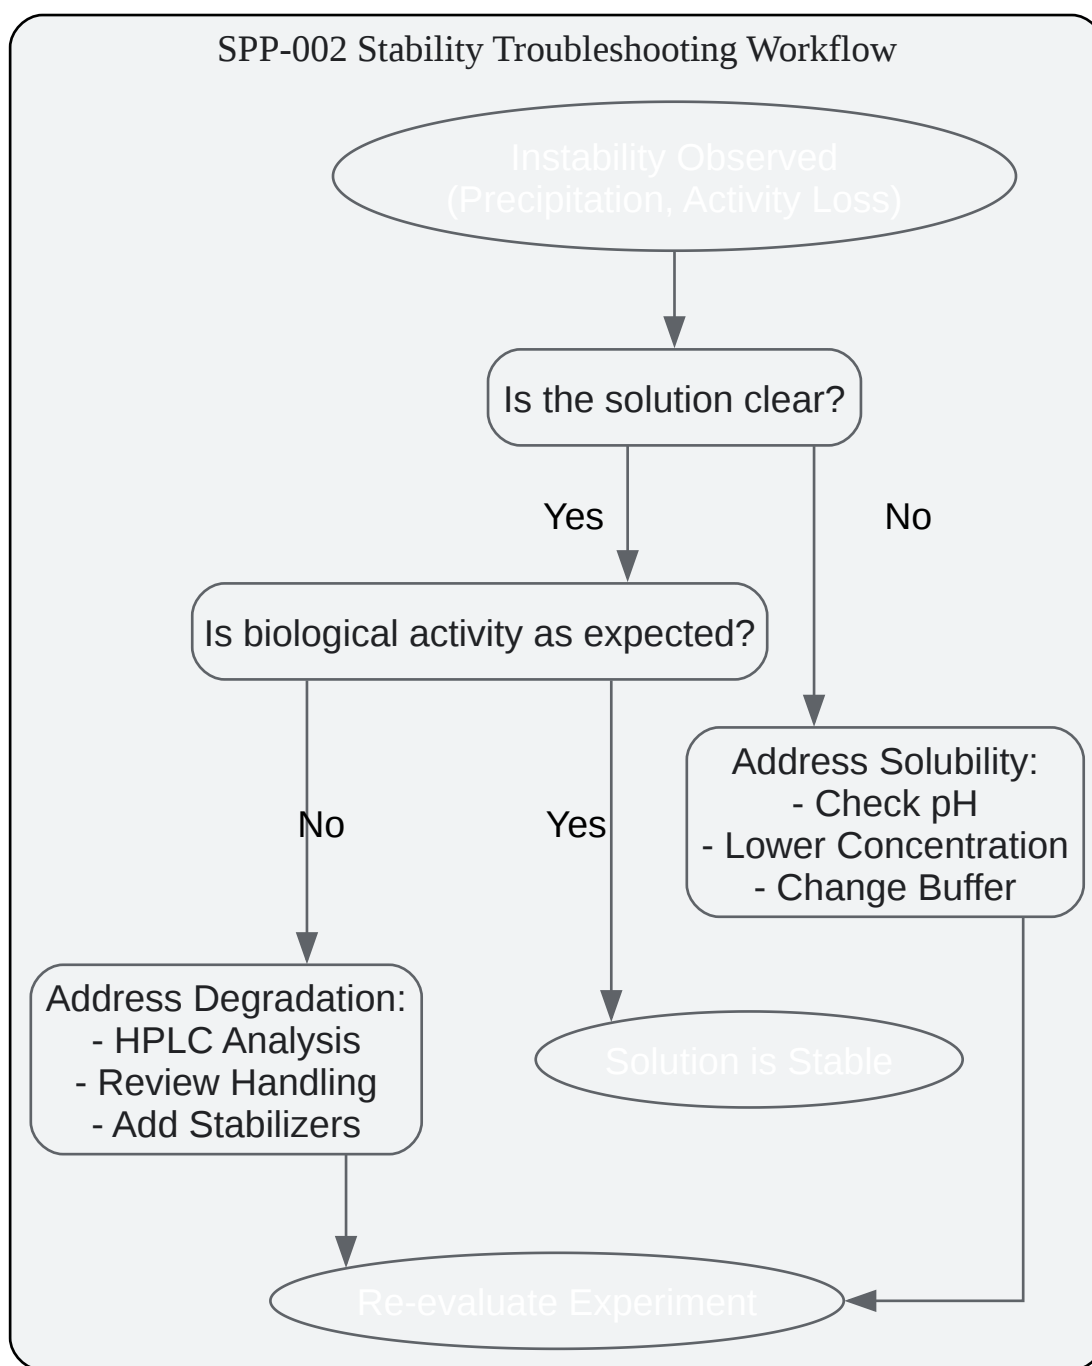 SPP-002 Stability Troubleshooting Workflow
Instability Observed
(Precipitation, Activity Loss)
Is the solution clear?
Yes
No
Is biological activity as expected?
No
Yes
Address Solubility:
- Check pH
- Lower Concentration
- Change Buffer
Address Degradation:
- HPLC Analysis
- Review Handling
- Add Stabilizers
Solution is Stable
Re-evaluate Experiment